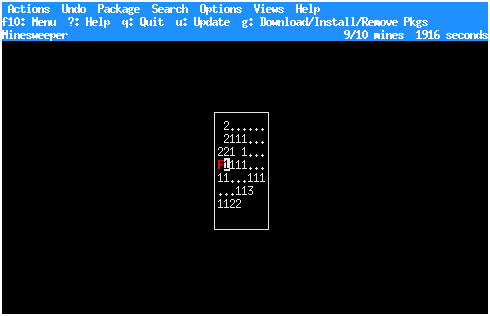 Actions  Undo  Package  Search  Options  Views  Help
f10: Menu  ?: Help  q: Quit  u: Update  g: Download/Install/Remove Pkgs
Minesweeper                                        9/10 mines  1916 seconds
 2......
 2111...
221 1...
F1111...
11...111
...113
1122